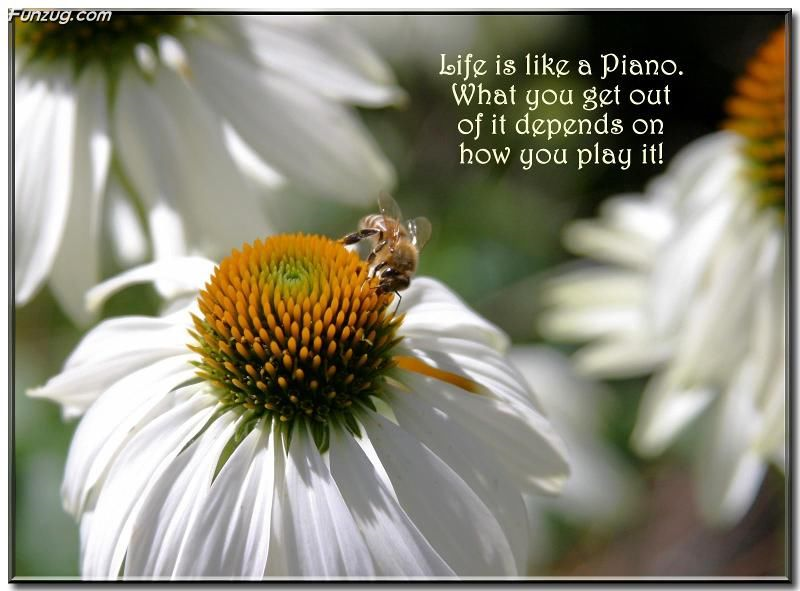 Funzug.com
Life is like a Piano.
What you get out
of it depends on
how you play it!